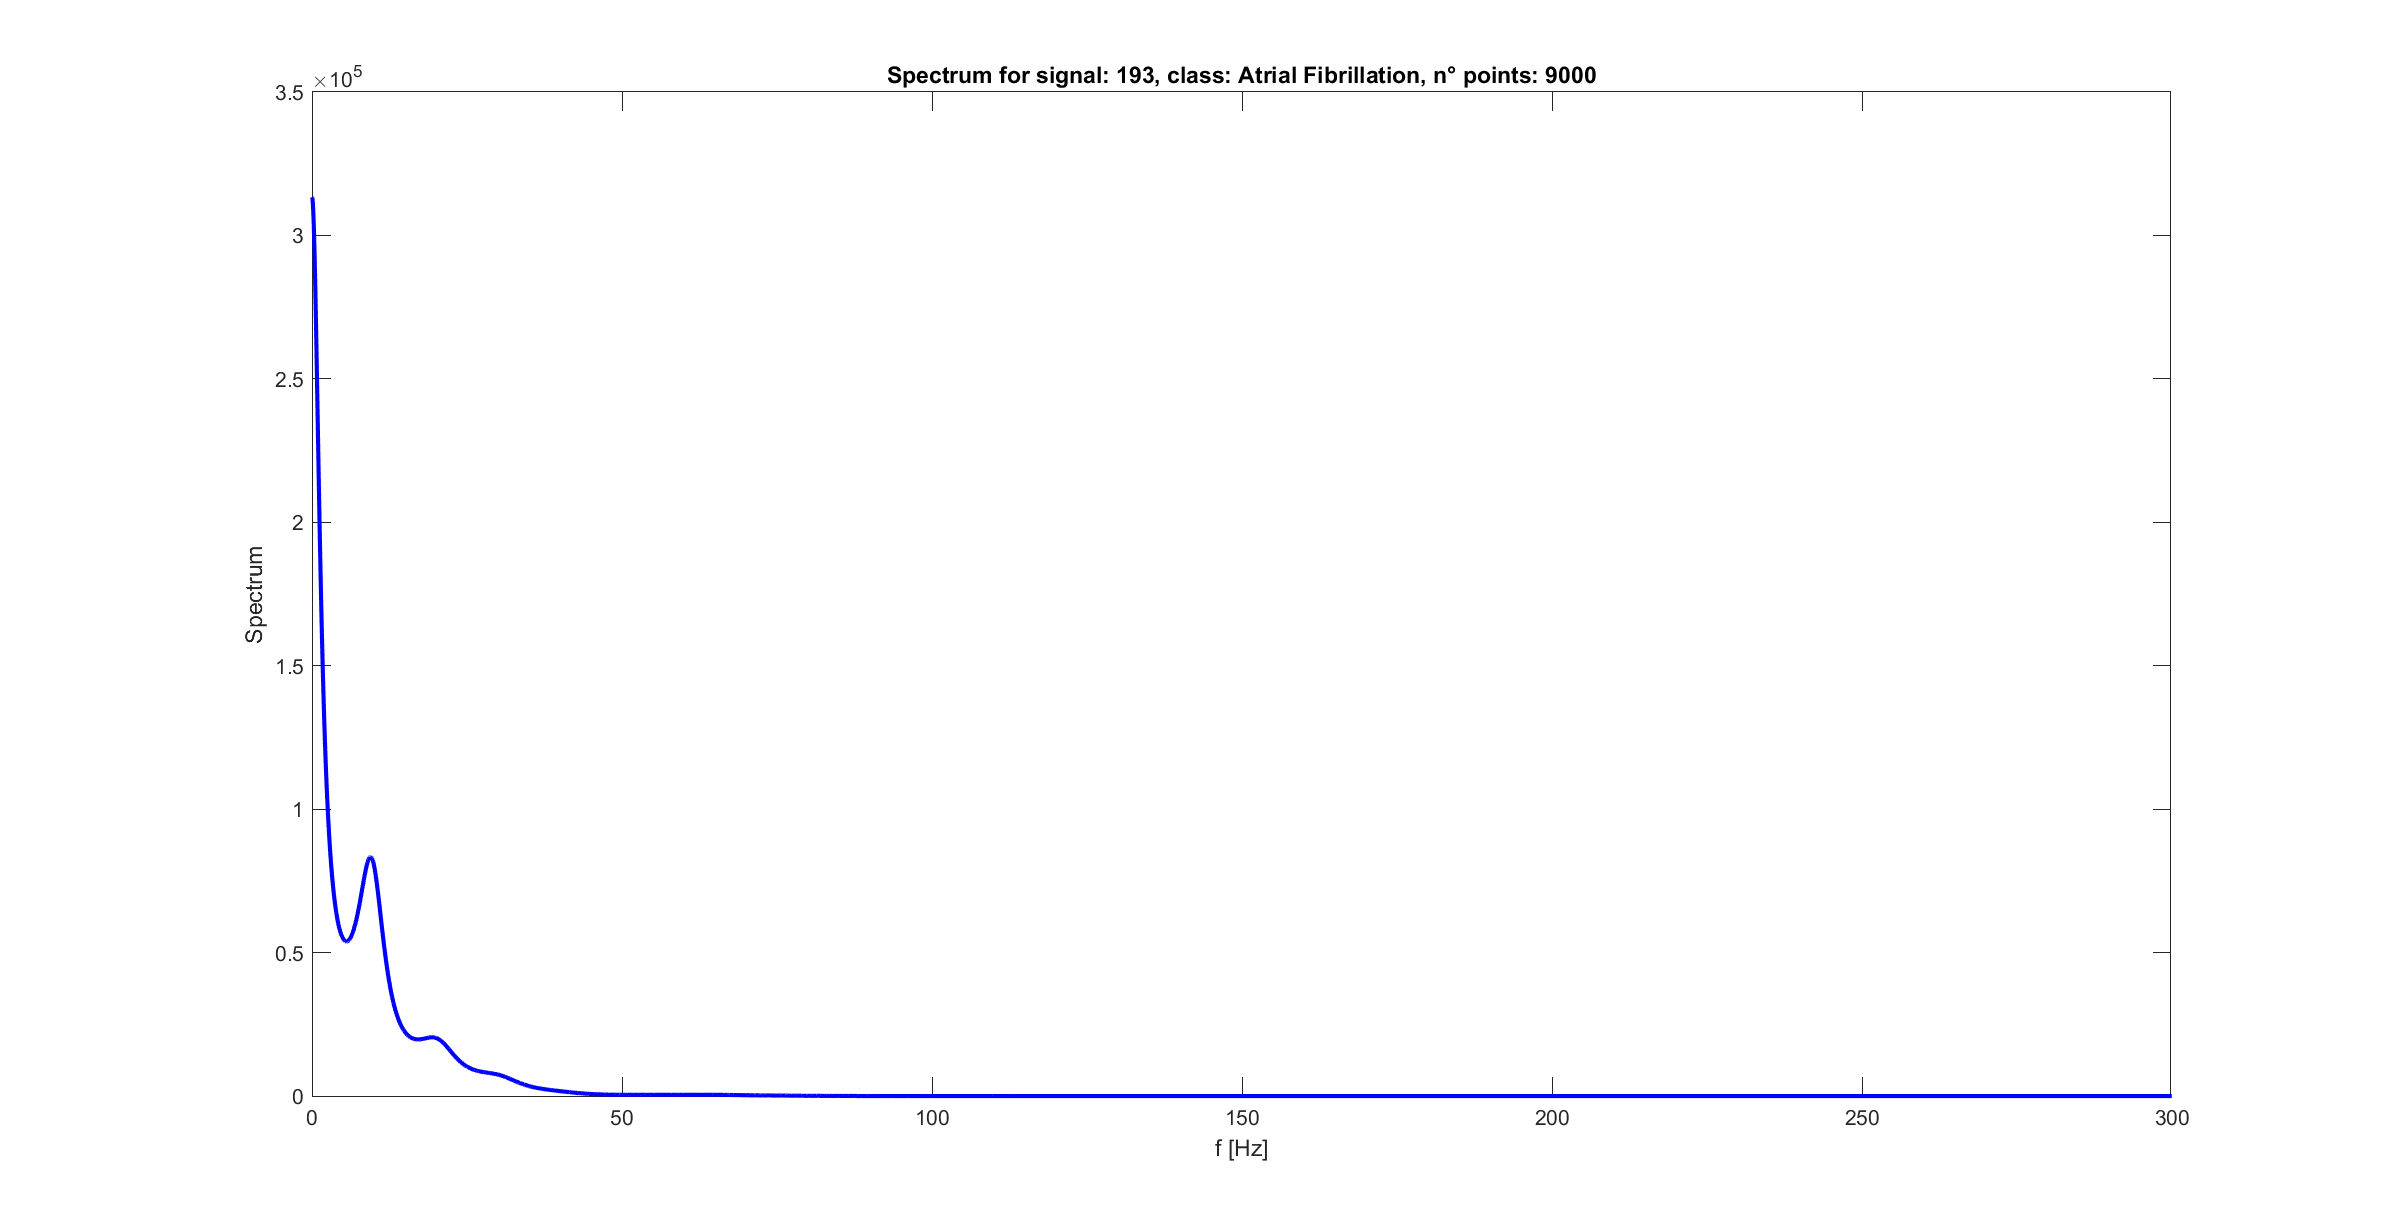 Spectrum for signal: 193, class: Atrial Fibrillation, n° points: 9000
×10^5
3.5
3
2.5
2
1.5
1
0.5
0
Spectrum
0 50 100 150 200 250 300
f [Hz]